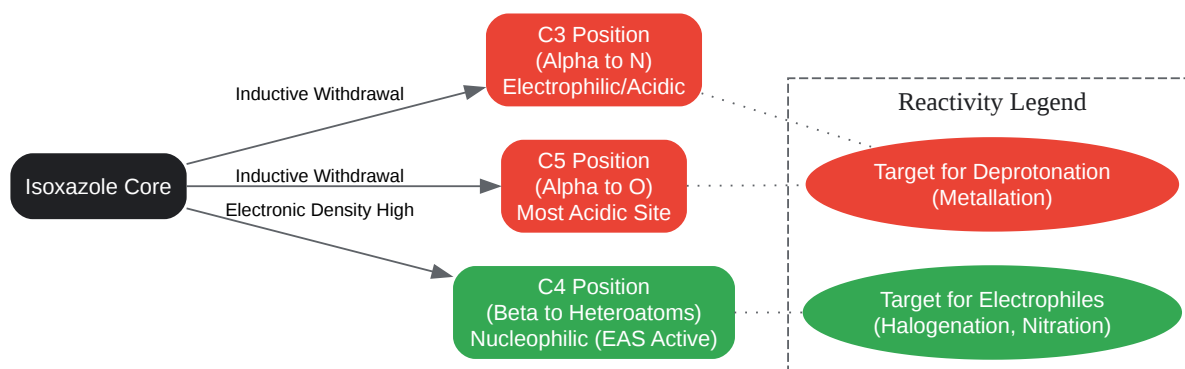 Isoxazole Core
Inductive Withdrawal
Inductive Withdrawal
Electronic Density High
C3 Position
(Alpha to N)
Electrophilic/Acidic
C5 Position
(Alpha to O)
Most Acidic Site
C4 Position
(Beta to Heteroatoms)
Nucleophilic (EAS Active)
Reactivity Legend
Target for Deprotonation
(Metallation)
Target for Electrophiles
(Halogenation, Nitration)